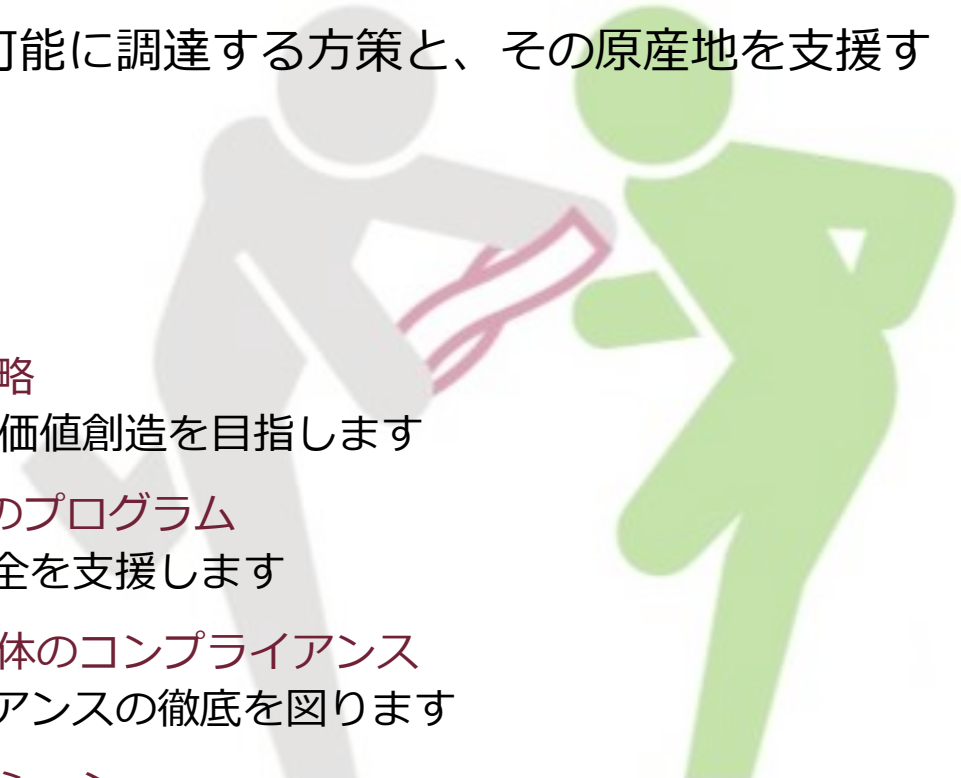 可能に調達する方策と、その原産地を支援す
略
価値創造を目指します
のプログラム
全を支援します
体のコンプライアンス
アンスの徹底を図ります